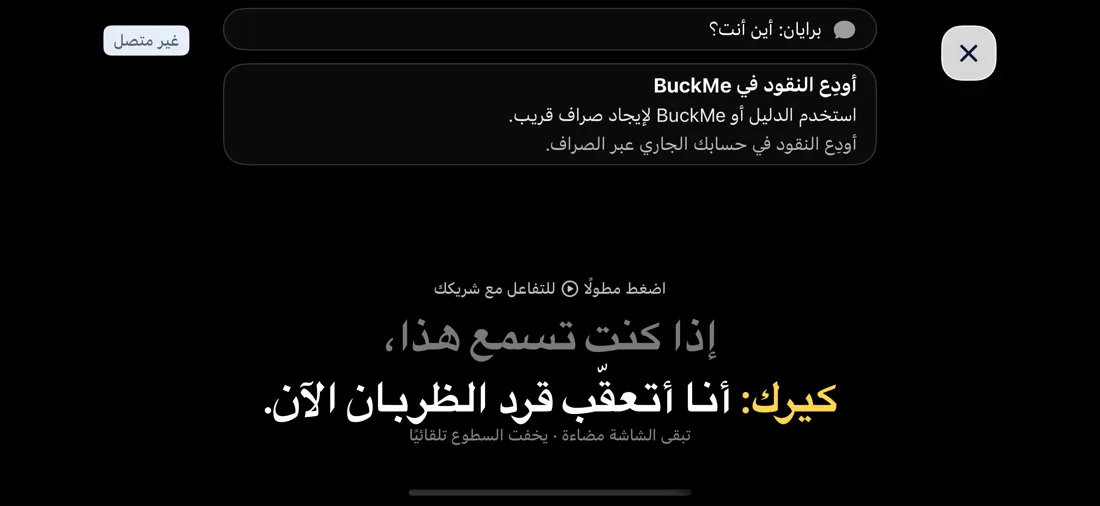 برايان: أين أنت؟
غير متصل
أودِع النقود في BuckMe
استخدم الدليل أو BuckMe لإيجاد صراف قريب.
أودِع النقود في حسابك الجاري عبر الصراف.
اضغط مطولًا للتفاعل مع شريكك
إذا كنت تسمع هذا،
كيرك: أنا أتعقّب قرد الظربان الآن.
تبقى الشاشة مضاءة · يخفت السطوع تلقائيًا